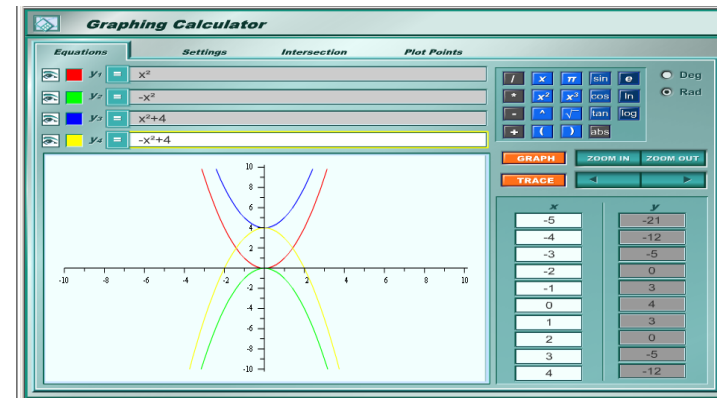 Graphing Calculator
Equations Settings Intersection Plot Points
y₁ = x²
y₂ = -x²
y₃ = x²+4
y₄ = -x²+4
/ x π sin e Deg
* x² x³ cos ln Rad
- ^ √ tan log
+ ( ) abs
GRAPH ZOOM IN ZOOM OUT
TRACE
10
8
6
4
2
-10 -8 -6 -4 -2 2 4 6 8 10
-2
-4
-6
-8
-10
x y
-5 -21
-4 -12
-3 -5
-2 0
-1 3
0 4
1 3
2 0
3 -5
4 -12